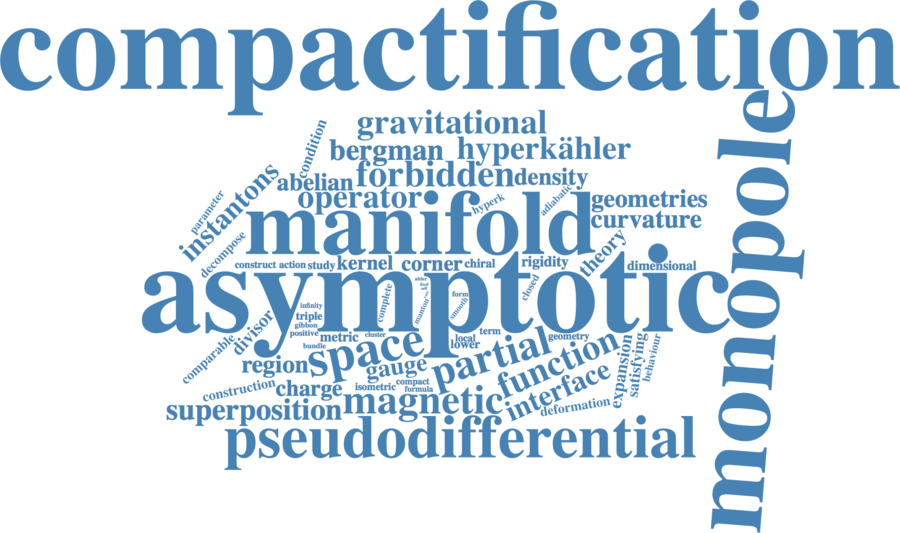 compactification
monopole
gravitational
condition
bergman
hyperkähler
abelian
forbidden
density
instantons
operator
hyperk
adiabatic
geometries
parameter
manifold
curvature
decompose
theory
construct
action
study
kernel
corner
chiral
rigidity
dimensional
asymptotic
complete
closed
form
smooth
manton
infinity
triple
gibbon
positive
metric
cluster
bundle
divisor
comparable
space
local
term
lower
geometry
partial
function
expansion
satisfying
behaviour
region
gauge
construction
charge
isometric
compact
formula
interface
deformation
superposition
magnetic
pseudodifferential